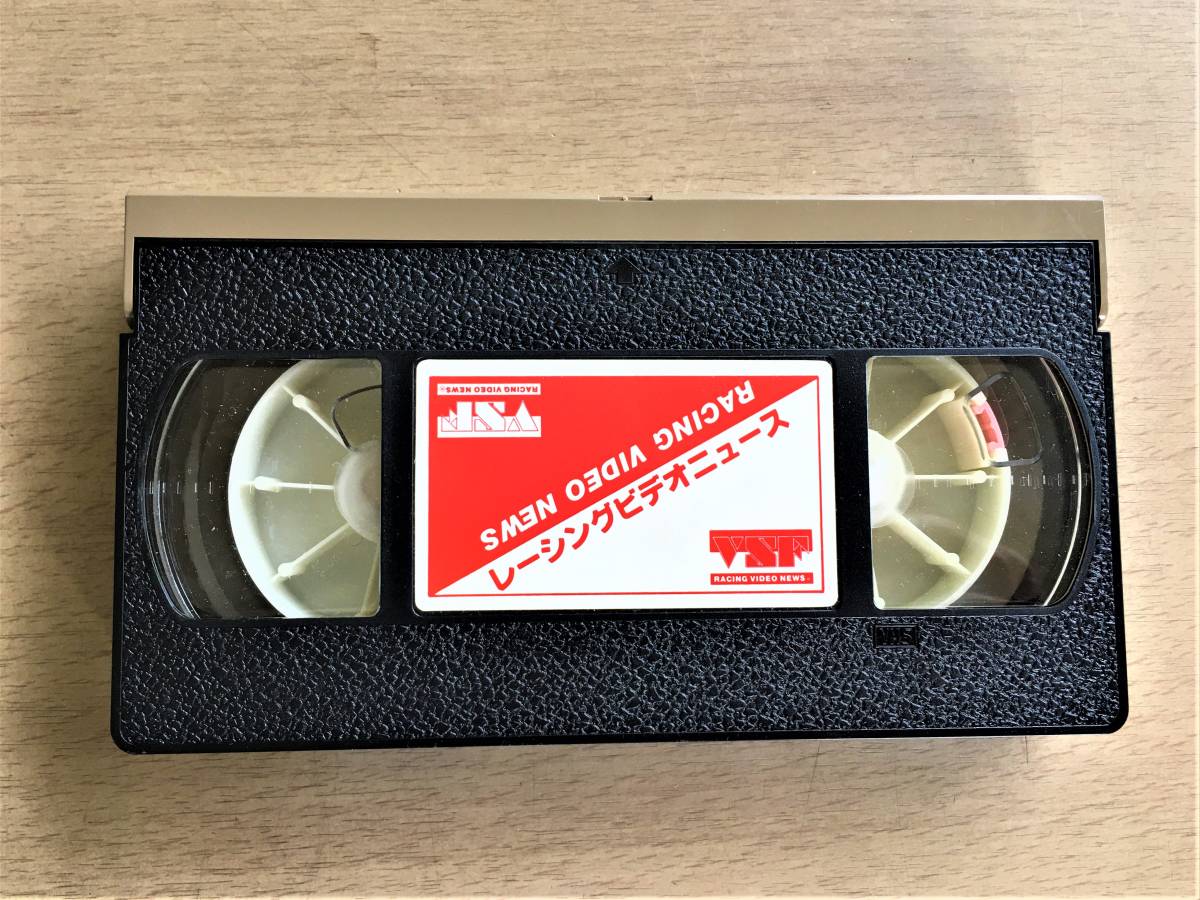 RACING VIDEO NEWS
VSF
RACING VIDEO NEWS
レーシングビデオニュース
VSF
RACING VIDEO NEWS
VHS